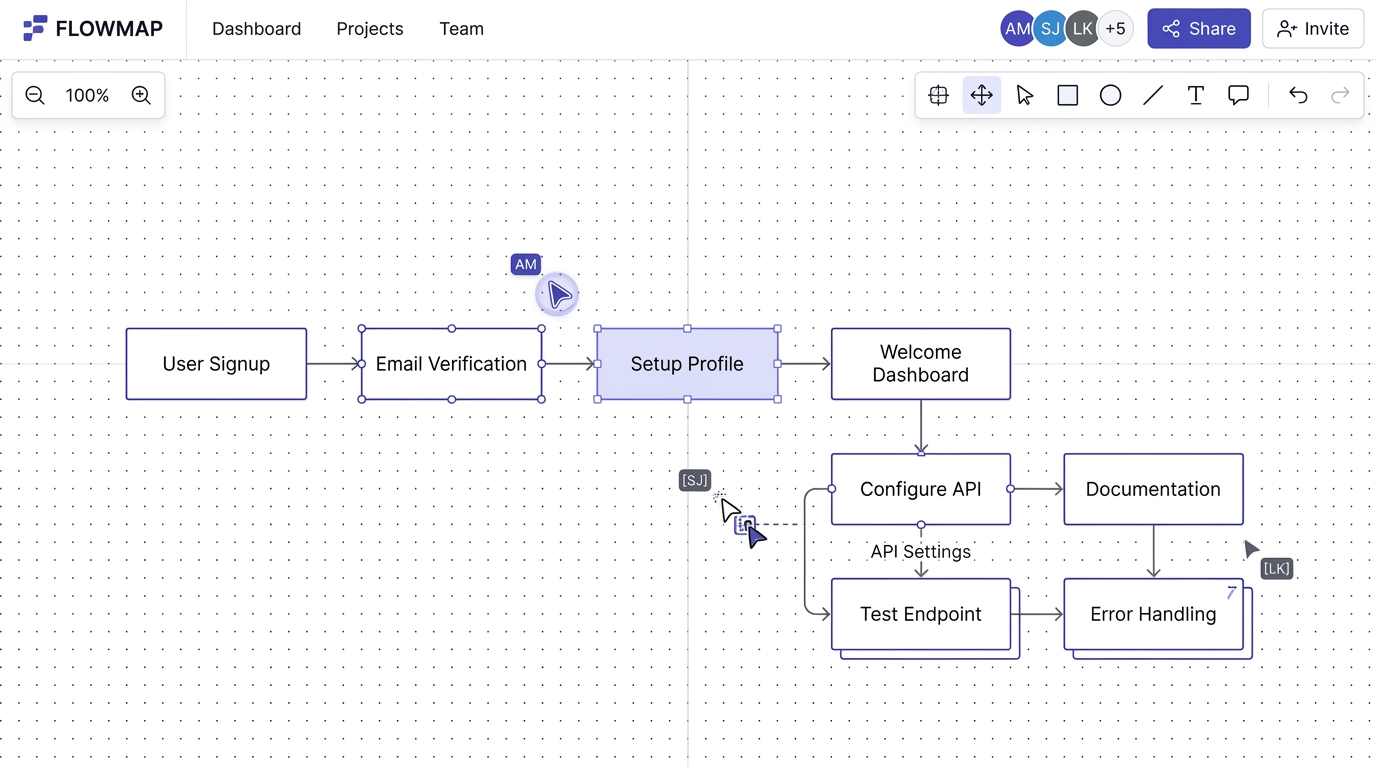 FLOWMAP
Dashboard
Projects
Team
AM
SJ
LK
+5
Share
Invite
100%
T
AM
User Signup
Email Verification
Setup Profile
Welcome
Dashboard
[SJ]
Configure API
Documentation
API Settings
[LK]
Test Endpoint
Error Handling